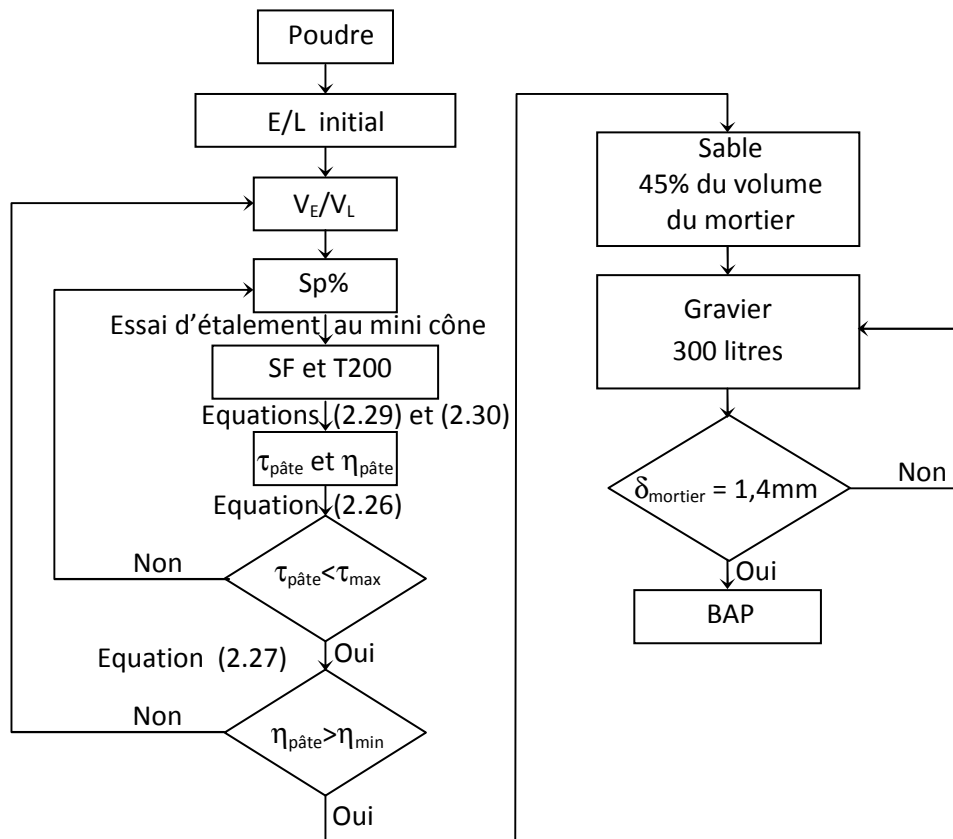 Poudre
E/L initial
V_E/V_L
Sp%
Essai d'étalement au mini cône
SF et T200
Equations (2.29) et (2.30)
τ_pâte et η_pâte
Equation (2.26)
Non
τ_pâte<τ_max
Equation (2.27)
Oui
Non
η_pâte>η_min
Oui
Sable
45% du volume
du mortier
Gravier
300 litres
Non
δ_mortier = 1,4mm
Oui
BAP